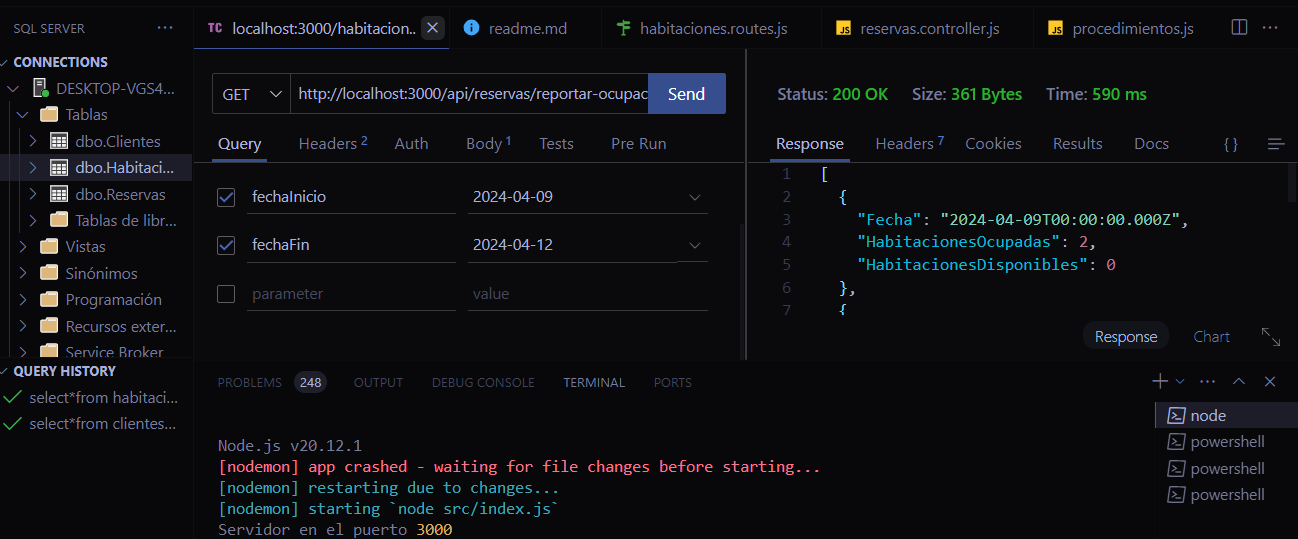 SQL SERVER ...
CONNECTIONS
DESKTOP-VGS4...
Tablas
dbo.Clientes
dbo.Habitaci...
dbo.Reservas
Tablas de libr...
Vistas
Sinónimos
Programación
Recursos exter...
Service Broker
QUERY HISTORY
select*from habitaci...
select*from clientes...
TC localhost:3000/habitacion..
readme.md
habitaciones.routes.js
JS reservas.controller.js
JS procedimientos.js
GET http://localhost:3000/api/reservas/reportar-ocupac Send
Query Headers 2 Auth Body 1 Tests Pre Run
fechaInicio 2024-04-09
fechaFin 2024-04-12
parameter value
Status: 200 OK Size: 361 Bytes Time: 590 ms
Response Headers 7 Cookies Results Docs {}
1 [
2 {
3 "Fecha": "2024-04-09T00:00:00.000Z",
4 "HabitacionesOcupadas": 2,
5 "HabitacionesDisponibles": 0
6 },
7 {
Response Chart
PROBLEMS 248 OUTPUT DEBUG CONSOLE TERMINAL PORTS
Node.js v20.12.1
[nodemon] app crashed - waiting for file changes before starting...
[nodemon] restarting due to changes...
[nodemon] starting `node src/index.js`
Servidor en el puerto 3000
node
powershell
powershell
powershell